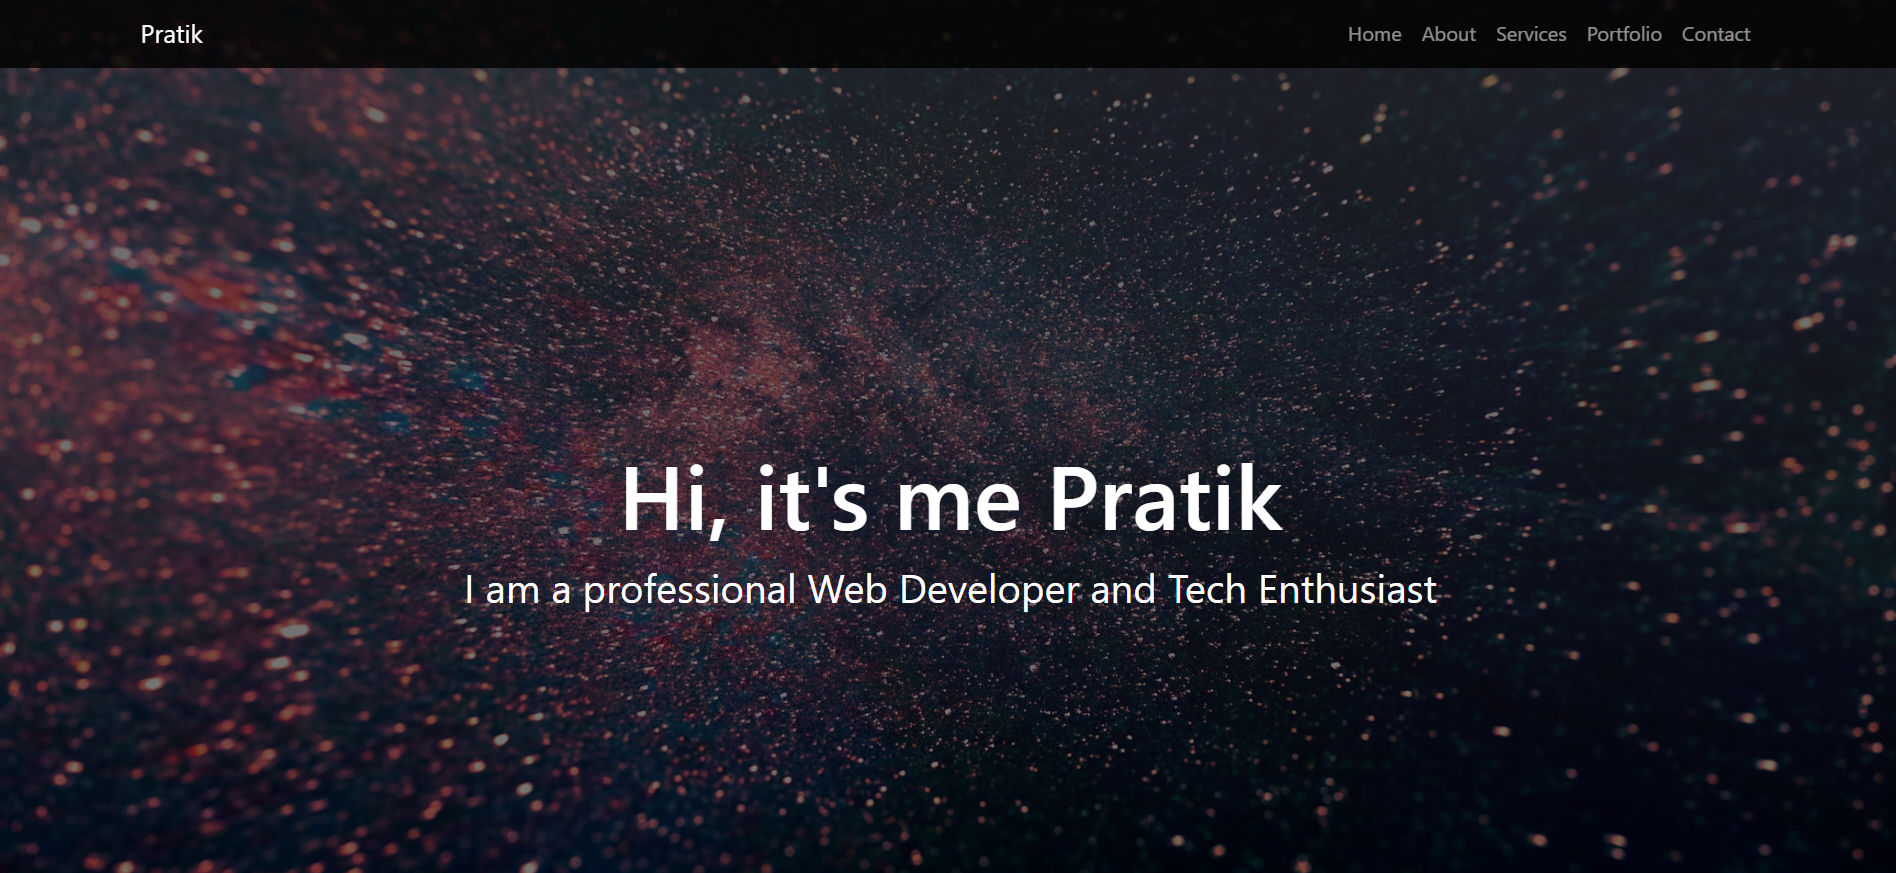 Pratik
Home About Services Portfolio Contact
Hi, it's me Pratik
I am a professional Web Developer and Tech Enthusiast